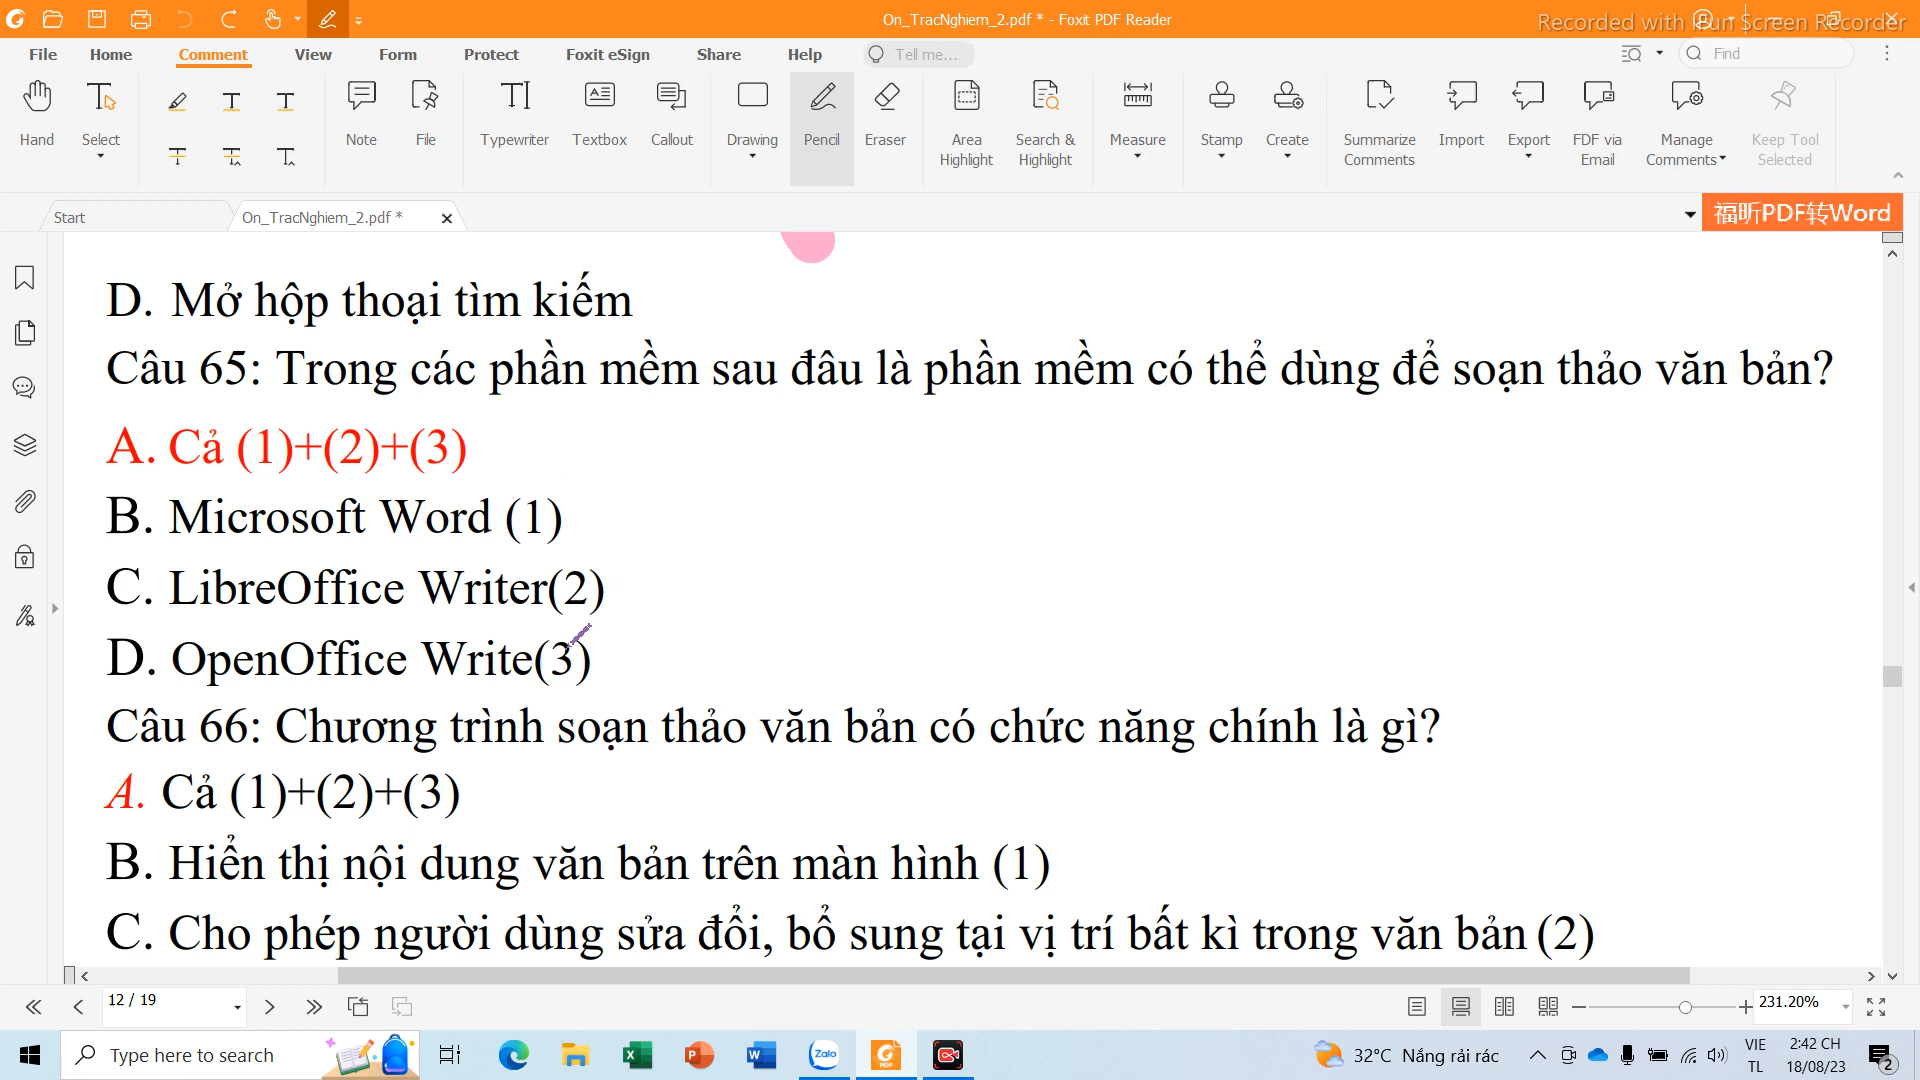 On_TracNghiem_2.pdf * - Foxit PDF Reader
Recorded with iFun Screen Recorder
File Home Comment View Form Protect Foxit eSign Share Help Tell me... Find
Hand Select Note File Typewriter Textbox Callout Drawing Pencil Eraser Area Highlight Search & Highlight Measure Stamp Create Summarize Comments Import Export FDF via Email Manage Comments Keep Tool Selected
Start On_TracNghiem_2.pdf * 福昕PDF转Word
D. Mở hộp thoại tìm kiếm
Câu 65: Trong các phần mềm sau đâu là phần mềm có thể dùng để soạn thảo văn bản?
A. Cả (1)+(2)+(3)
B. Microsoft Word (1)
C. LibreOffice Writer(2)
D. OpenOffice Write(3)
Câu 66: Chương trình soạn thảo văn bản có chức năng chính là gì?
A. Cả (1)+(2)+(3)
B. Hiển thị nội dung văn bản trên màn hình (1)
C. Cho phép người dùng sửa đổi, bổ sung tại vị trí bất kì trong văn bản (2)
12 / 19 231.20%
Type here to search Zalo 32°C Nắng rải rác VIE 2:42 CH
TL 18/08/23 2